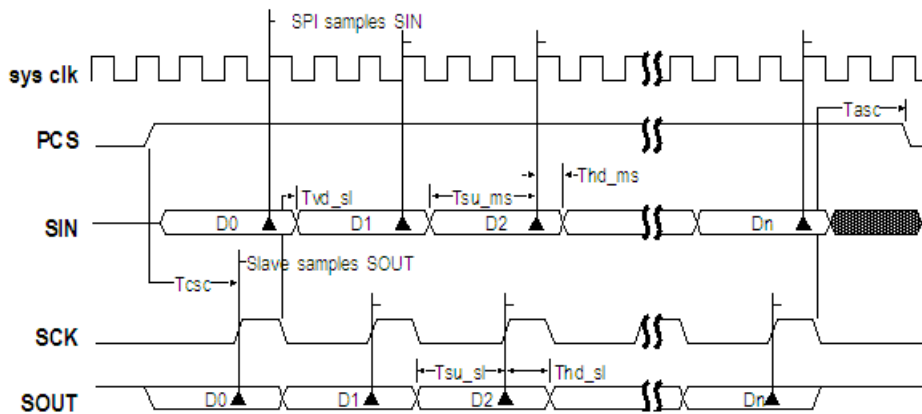 SPI samples SIN
sys clk
Tasc
PCS
Thd_ms
Tvd_sl
Tsu_ms
SIN
D0
D1
D2
Dn
Slave samples SOUT
Tcsc
SCK
Tsu_sl
Thd_sl
SOUT
D0
D1
D2
Dn